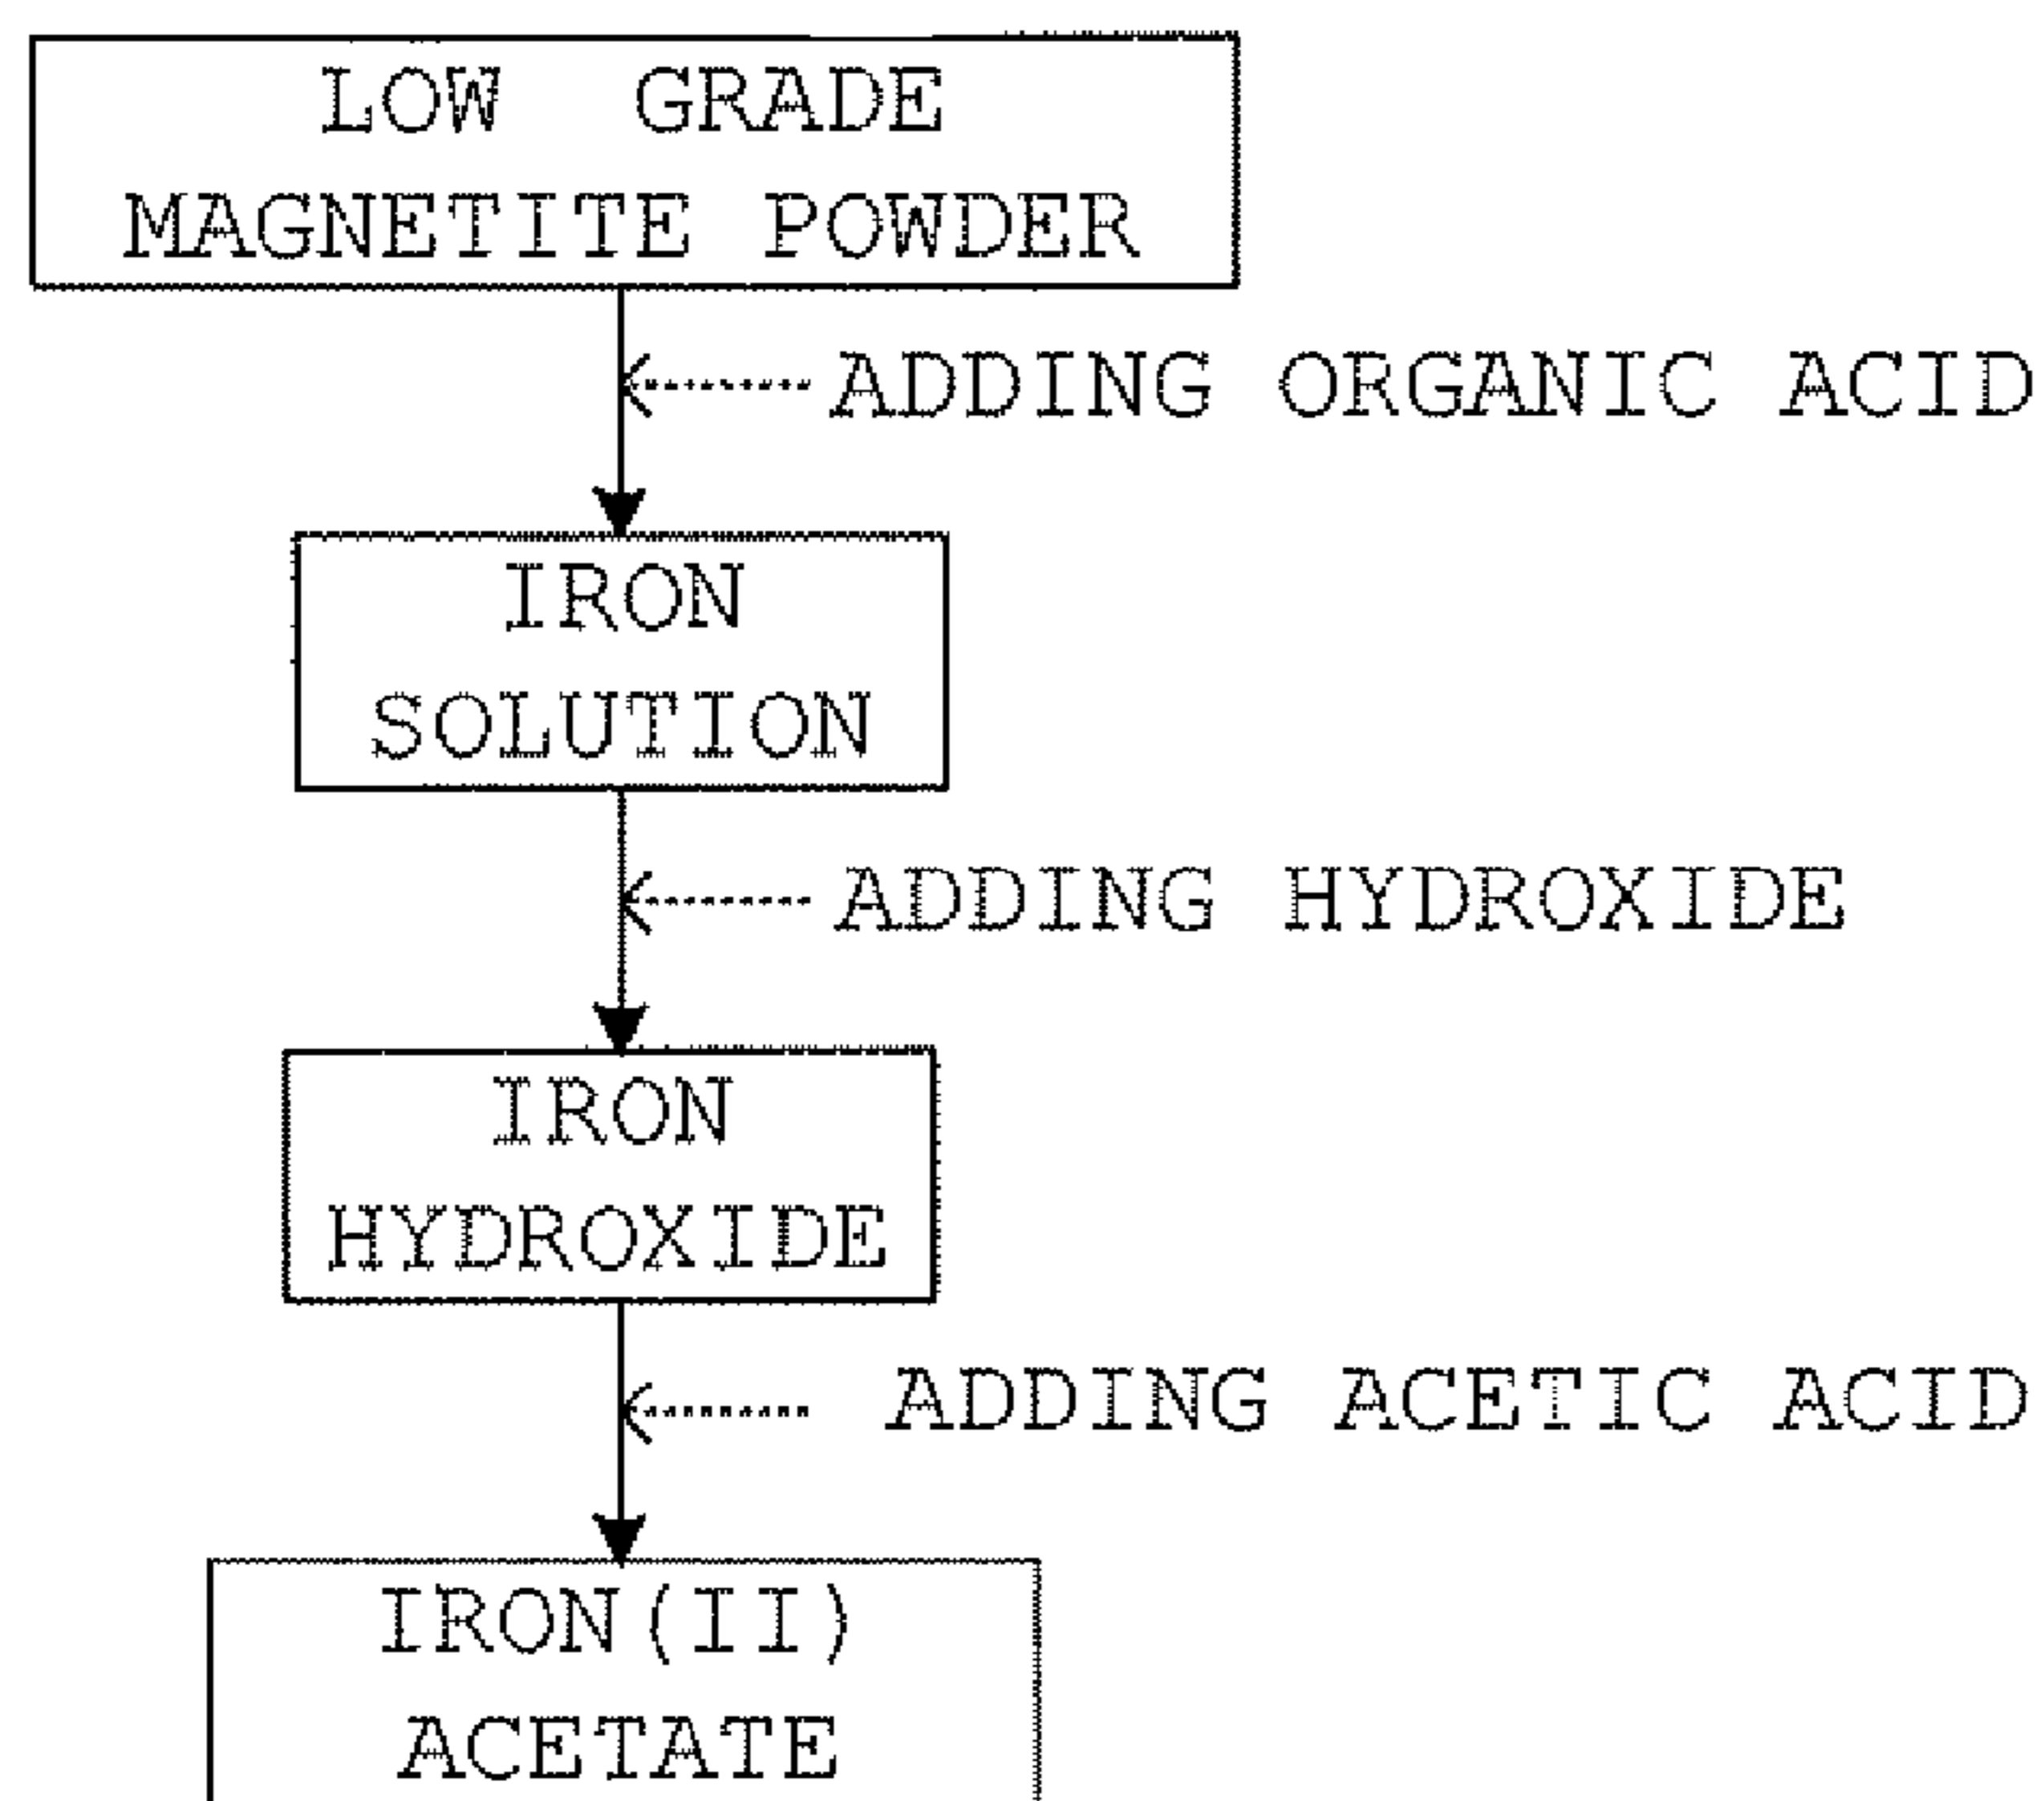 LOW GRADE
MAGNETITE POWDER
ADDING ORGANIC ACID
IRON
SOLUTION
ADDING HYDROXIDE
IRON
HYDROXIDE
ADDING ACETIC ACID
IRON(II)
ACETATE